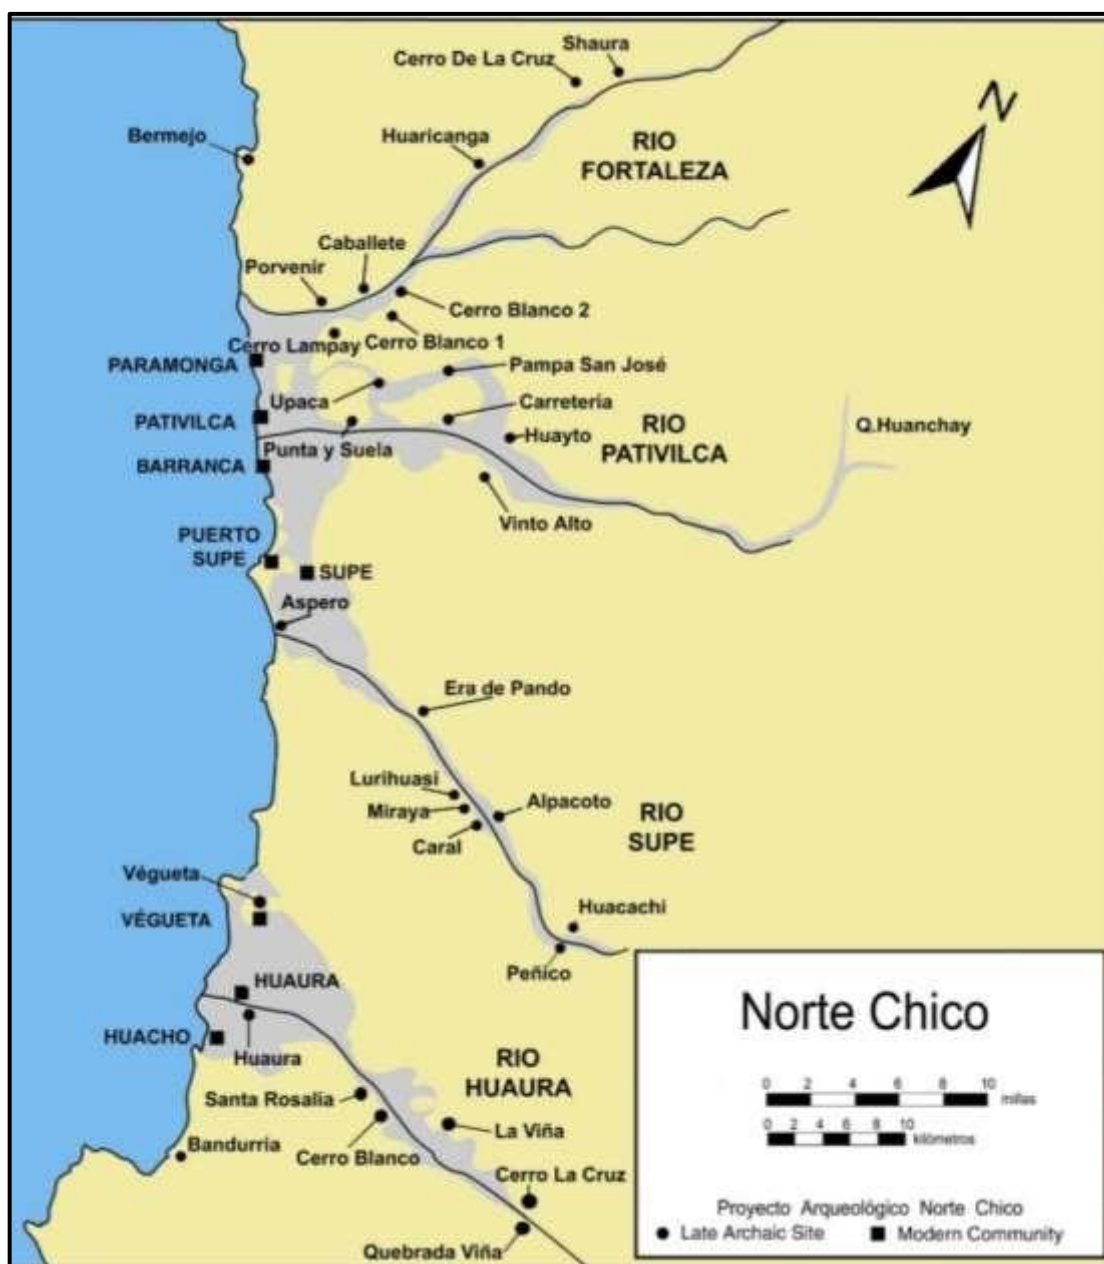 Shaura
Cerro De La Cruz
N
Bermejo
Huaricanga
RIO
FORTALEZA
Caballete
Porvenir
Cerro Blanco 2
Cerro Lampay
Cerro Blanco 1
PARAMONGA
Pampa San José
Upaca
Carreteria
PATIVILCA
RIO
PATIVILCA
Q.Huanchay
Huayto
Punta y Suela
BARRANCA
Vinto Alto
PUERTO
SUPE
SUPE
Aspero
Era de Pando
Lurihuasi
Alpacoto
Miraya
RIO
SUPE
Caral
Végueta
Huacachi
VÉGUETA
Peñico
HUAURA
HUACHO
Huaura
RIO
HUAURA
Santa Rosalia
La Viña
Bandurria
Cerro Blanco
Cerro La Cruz
Quebrada Viña
Norte Chico
0 2 4 6 8 10
millas
0 2 4 6 8 10
kilómetros
Proyecto Arqueológico Norte Chico
Late Archaic Site Modern Community